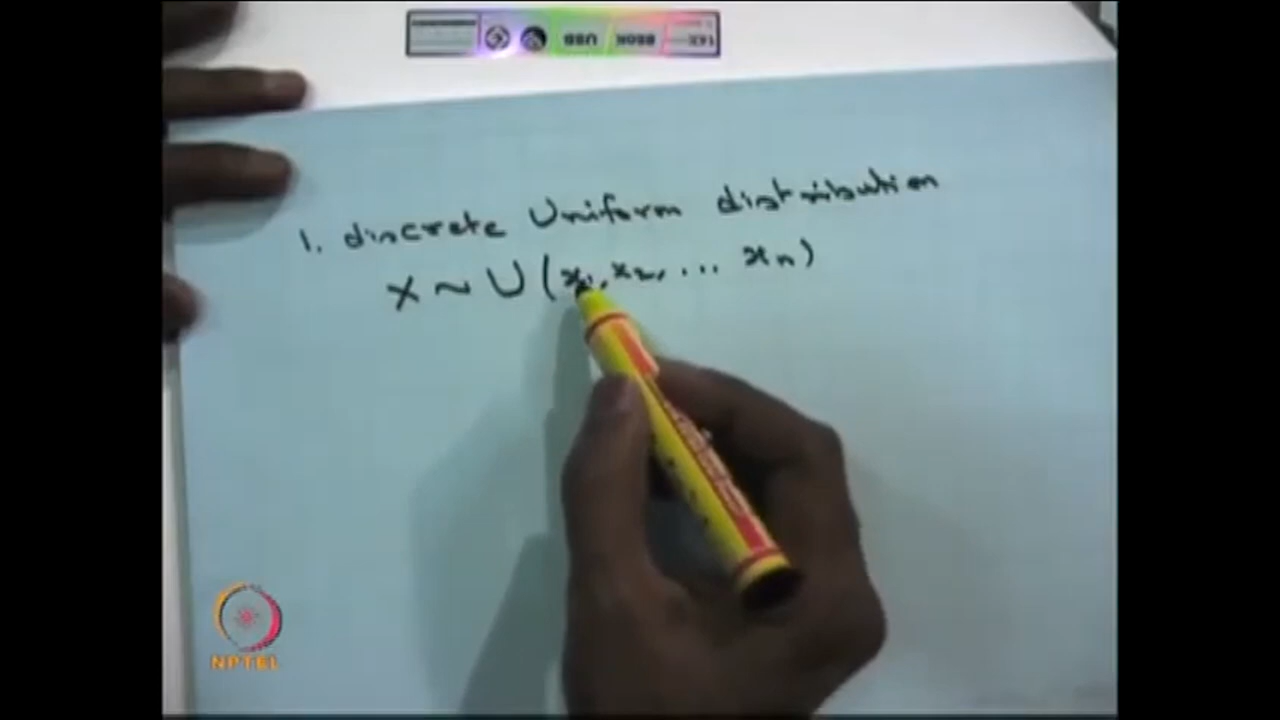 1. discrete Uniform distribution
X ~ U (x1, x2, ... xn)
NPTEL